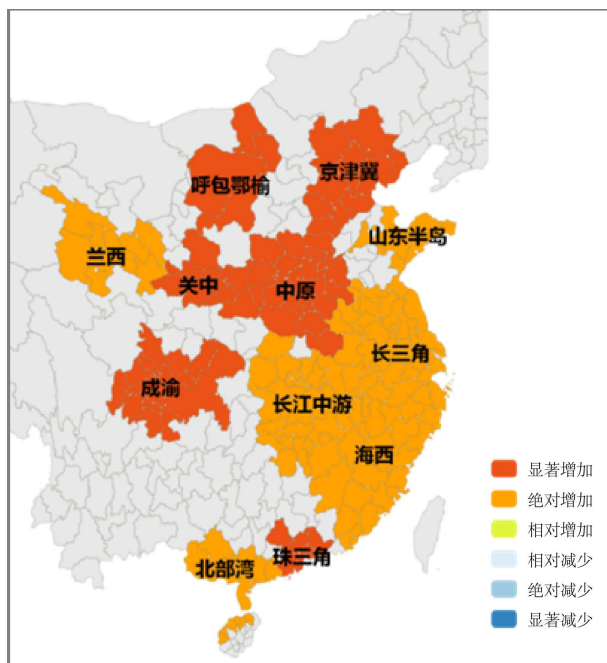 京津冀
呼包鄂榆
山东半岛
兰西
关中
中原
长三角
成渝
长江中游
海西
珠三角
北部湾
显著增加
绝对增加
相对增加
相对减少
绝对减少
显著减少